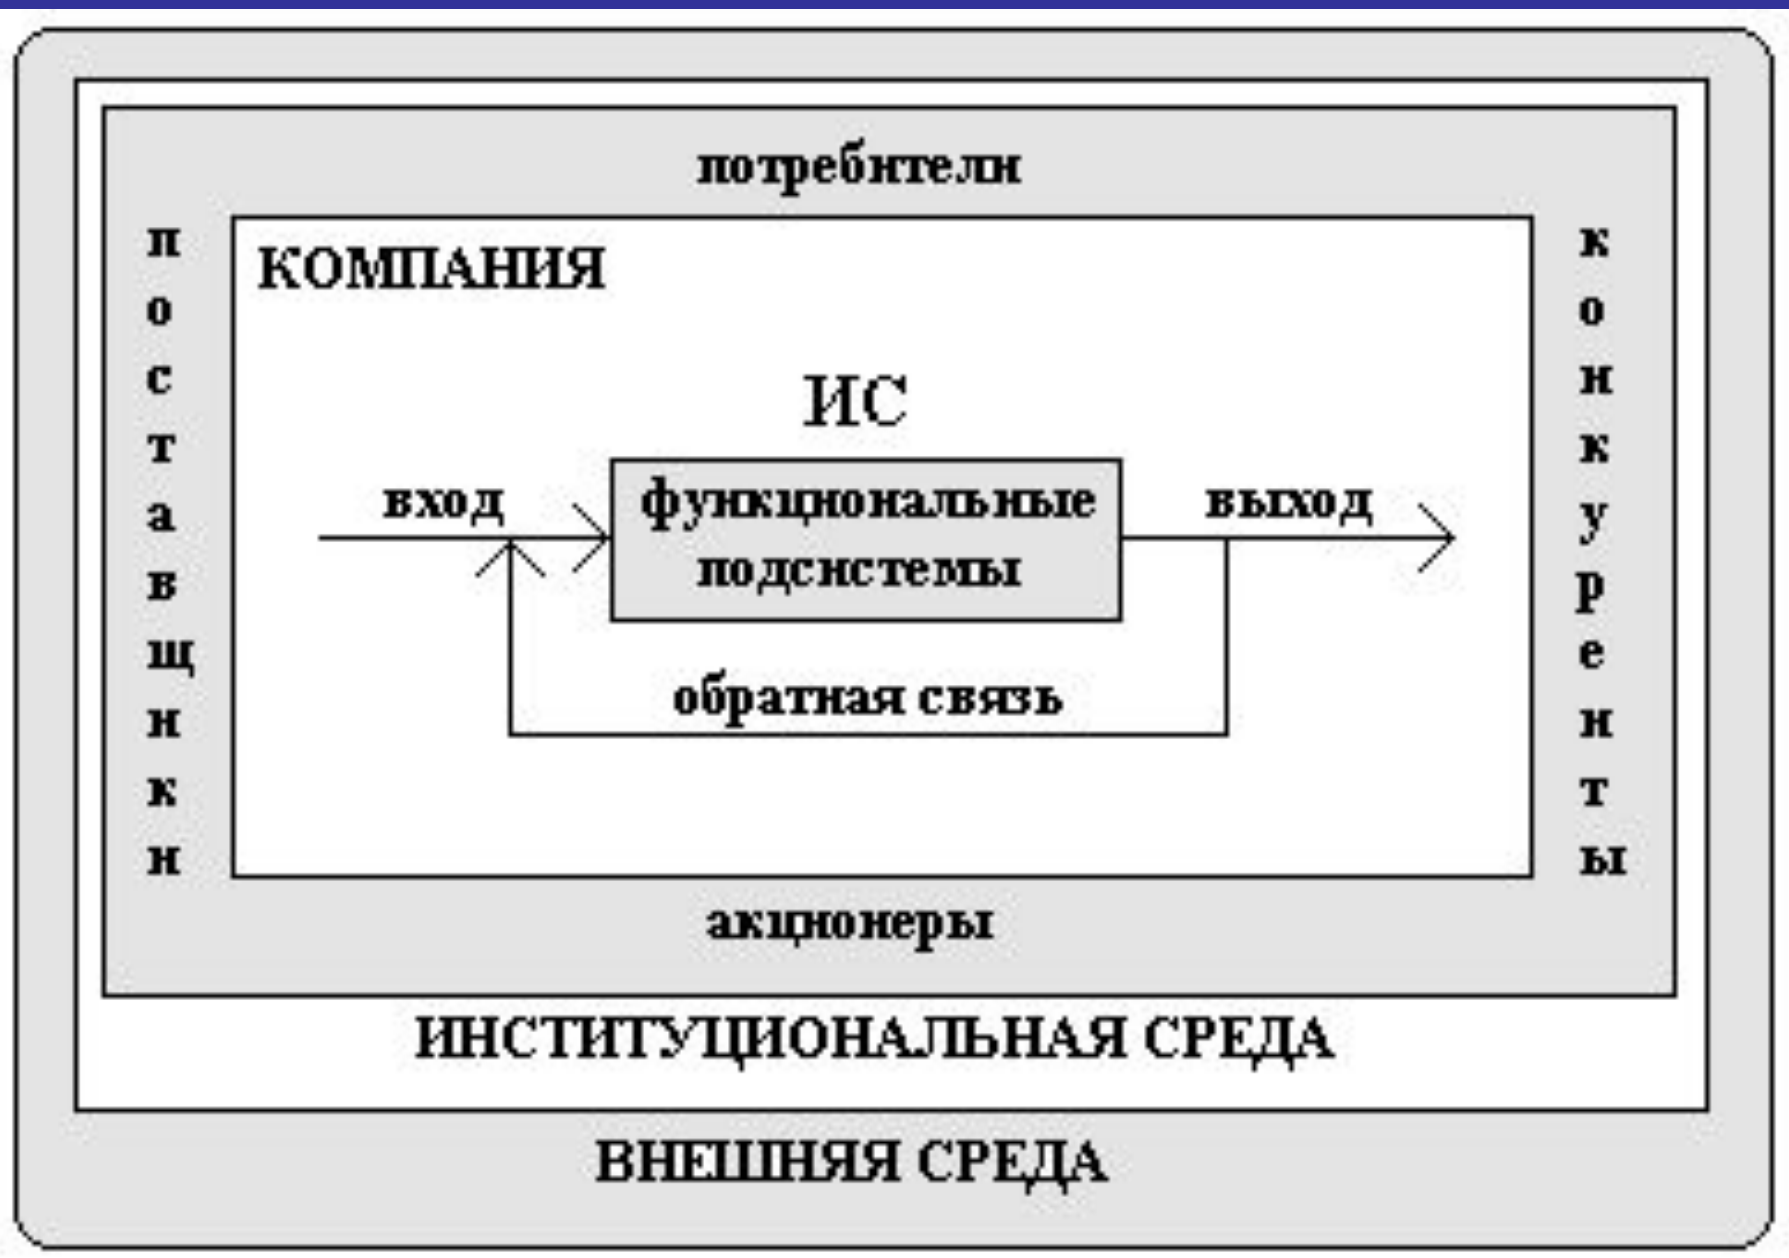 потребители
поставщики
КОМПАНИЯ
конкуренты
ИС
вход
функциональные
подсистемы
выход
обратная связь
акционеры
ИНСТИТУЦИОНАЛЬНАЯ СРЕДА
ВНЕШНЯЯ СРЕДА